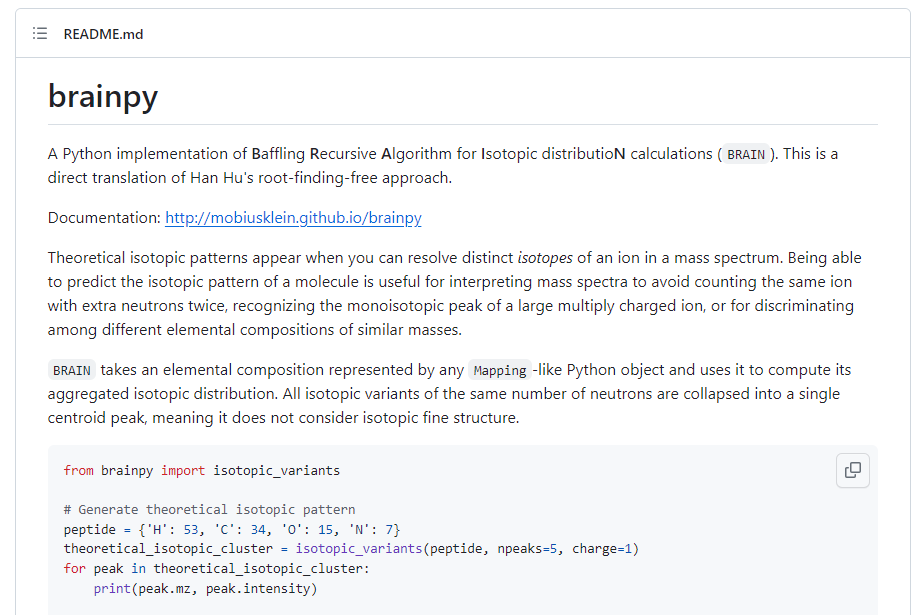 README.md
brainpy
A Python implementation of Baffling Recursive Algorithm for Isotopic distributioN calculations ( BRAIN ). This is a
direct translation of Han Hu's root-finding-free approach.
Documentation: http://mobiusklein.github.io/brainpy
Theoretical isotopic patterns appear when you can resolve distinct isotopes of an ion in a mass spectrum. Being able
to predict the isotopic pattern of a molecule is useful for interpreting mass spectra to avoid counting the same ion
with extra neutrons twice, recognizing the monoisotopic peak of a large multiply charged ion, or for discriminating
among different elemental compositions of similar masses.
BRAIN takes an elemental composition represented by any Mapping -like Python object and uses it to compute its
aggregated isotopic distribution. All isotopic variants of the same number of neutrons are collapsed into a single
centroid peak, meaning it does not consider isotopic fine structure.
from brainpy import isotopic_variants
# Generate theoretical isotopic pattern
peptide = {'H': 53, 'C': 34, 'O': 15, 'N': 7}
theoretical_isotopic_cluster = isotopic_variants(peptide, npeaks=5, charge=1)
for peak in theoretical_isotopic_cluster:
    print(peak.mz, peak.intensity)